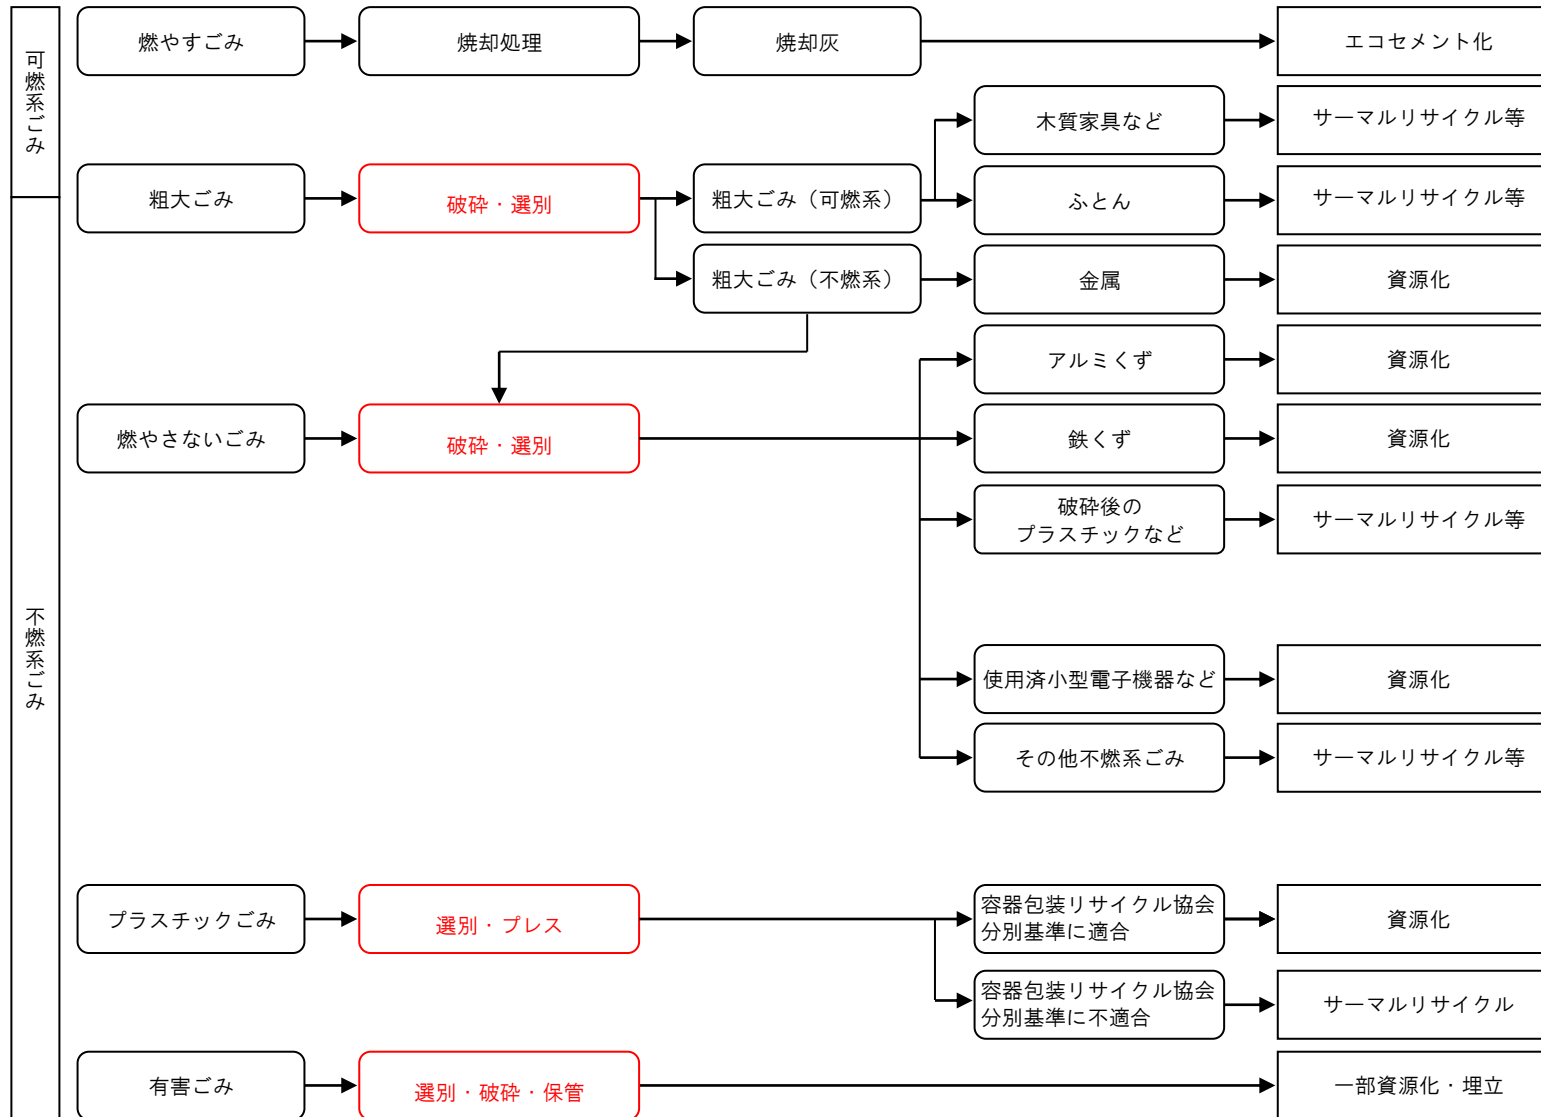 可燃系ごみ
燃やすごみ
焼却処理
焼却灰
エコセメント化
木質家具など
サーマルリサイクル等
粗大ごみ
破砕・選別
粗大ごみ（可燃系）
ふとん
サーマルリサイクル等
粗大ごみ（不燃系）
金属
資源化
アルミくず
資源化
不燃系ごみ
燃やさないごみ
破砕・選別
鉄くず
資源化
破砕後の
プラスチックなど
サーマルリサイクル等
使用済小型電子機器など
資源化
その他不燃系ごみ
サーマルリサイクル等
プラスチックごみ
選別・プレス
容器包装リサイクル協会
分別基準に適合
資源化
容器包装リサイクル協会
分別基準に不適合
サーマルリサイクル
有害ごみ
選別・破砕・保管
一部資源化・埋立